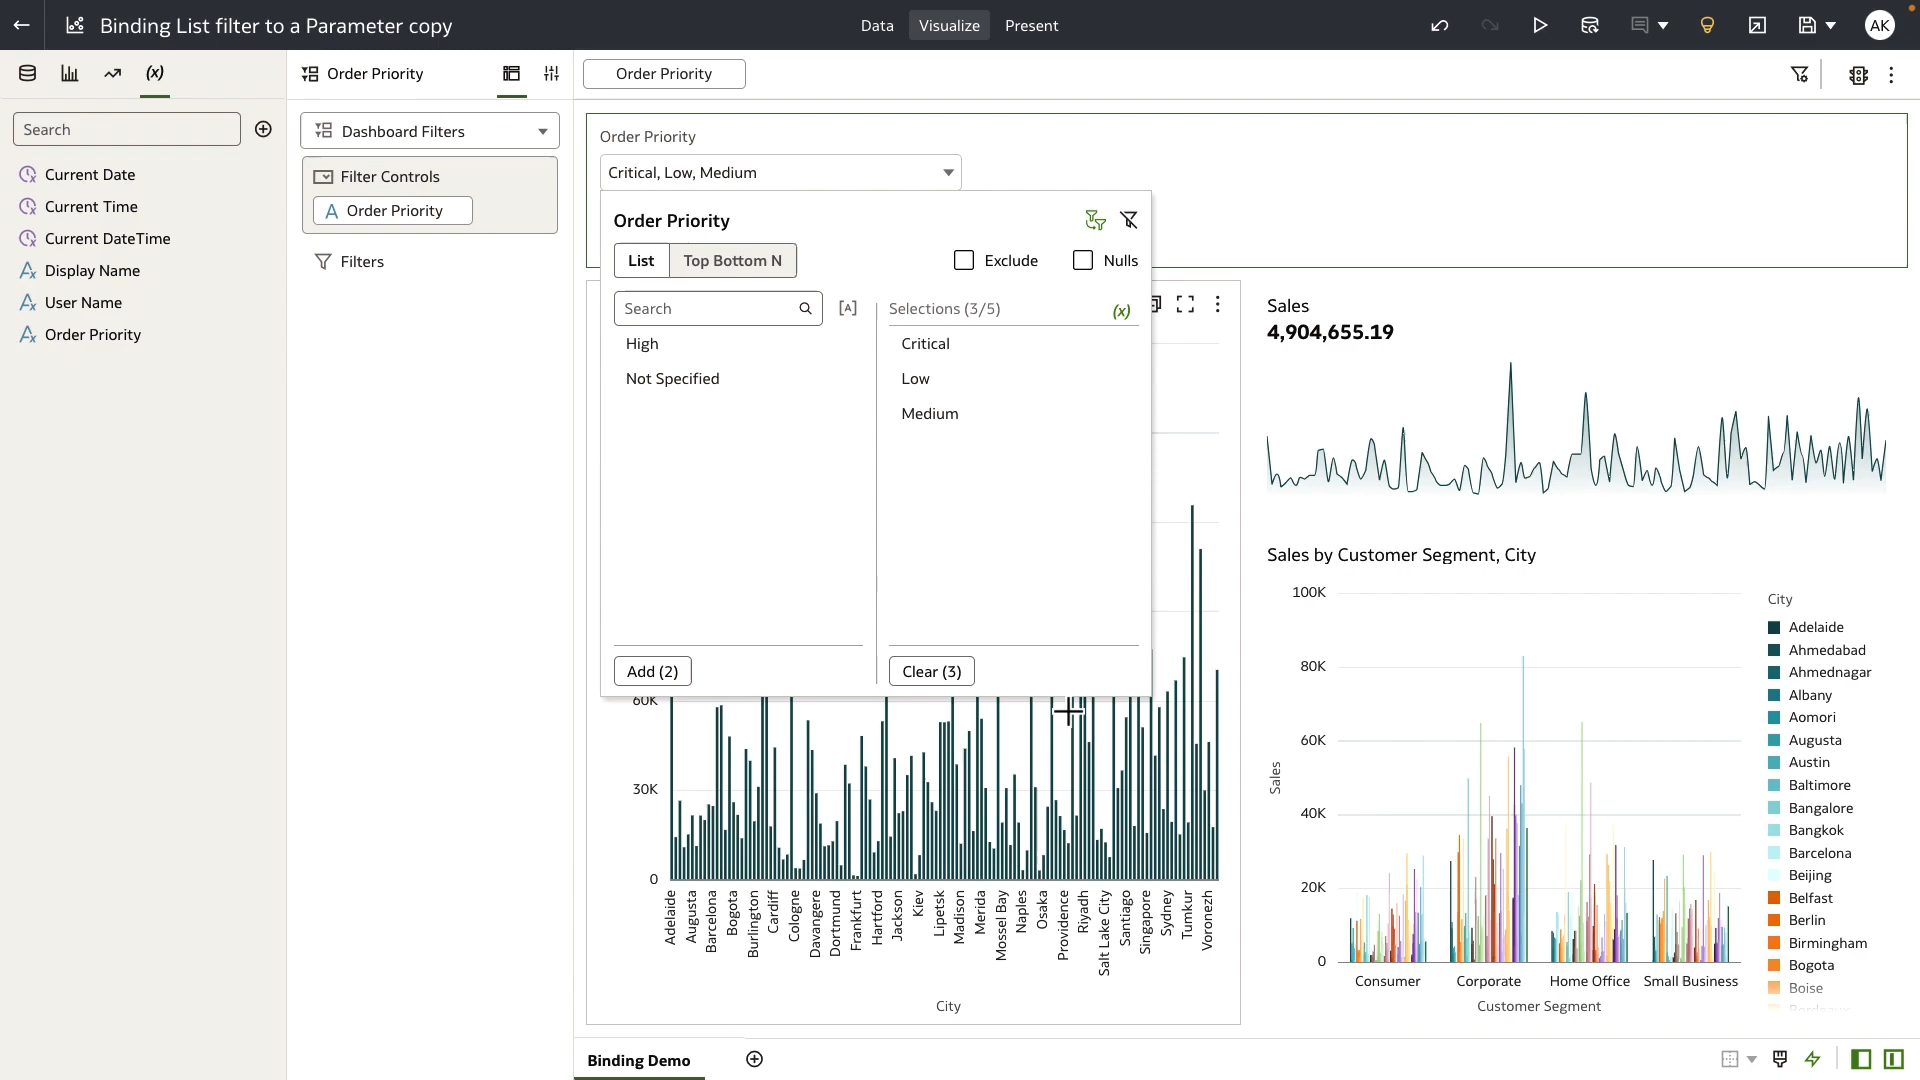 Binding List filter to a Parameter copy
Data
Visualize
Present
AK
(x)
Search
Current Date
Current Time
Current DateTime
Display Name
User Name
Order Priority
Order Priority
Dashboard Filters
Filter Controls
A Order Priority
Filters
Order Priority
Order Priority
Critical, Low, Medium
Order Priority
List
Top Bottom N
Exclude
Nulls
Search
[A]
Selections (3/5)
(x)
High
Not Specified
Critical
Low
Medium
Add (2)
Clear (3)
60K
30K
0
Adelaide
Augusta
Barcelona
Bogota
Burlington
Cardiff
Cologne
Davangere
Dortmund
Frankfurt
Hartford
Jackson
Kiev
Lipetsk
Madison
Merida
Mossel Bay
Naples
Osaka
Providence
Riyadh
Salt Lake City
Santiago
Singapore
Sydney
Tumkur
Voronezh
City
Sales
4,904,655.19
Sales by Customer Segment, City
100K
80K
60K
40K
20K
0
Sales
Consumer
Corporate
Home Office
Small Business
Customer Segment
City
Adelaide
Ahmedabad
Ahmednagar
Albany
Aomori
Augusta
Austin
Baltimore
Bangalore
Bangkok
Barcelona
Beijing
Belfast
Berlin
Birmingham
Bogota
Boise
Binding Demo